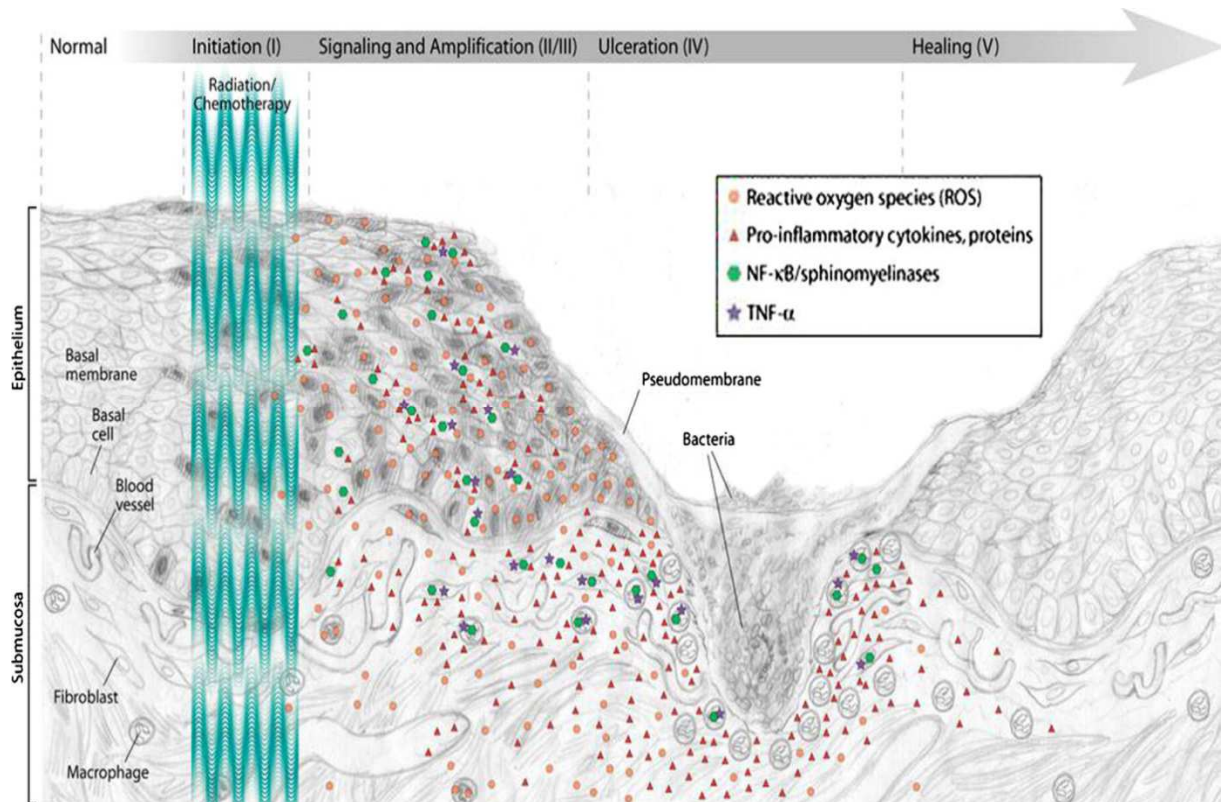 Normal
Initiation (I)
Signaling and Amplification (II/III)
Ulceration (IV)
Healing (V)
Radiation/
Chemotherapy
Reactive oxygen species (ROS)
Pro-inflammatory cytokines, proteins
NF-κB/sphinomyelinases
TNF-α
Epithelium
Basal
membrane
Basal
cell
Blood
vessel
Pseudomembrane
Bacteria
Submucosa
Fibroblast
Macrophage